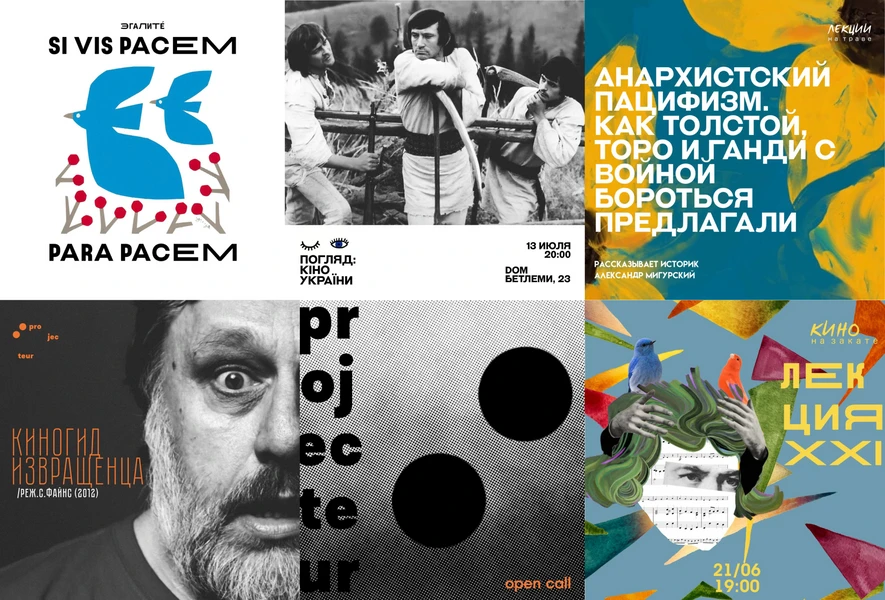 ЭГАЛИТЕ́
SI VIS PACEM
PARA PACEM
ПОГЛЯД:
КІНО
УКРАЇНИ
13 ИЮЛЯ
20:00
DOM
БЕТЛЕМИ, 23
ЛЕКЦИИ
на траве
АНАРХИСТСКИЙ
ПАЦИФИЗМ.
КАК ТОЛСТОЙ,
ТОРО И ГАНДИ С
ВОЙНОЙ
БОРОТЬСЯ
ПРЕДЛАГАЛИ
РАССКАЗЫВАЕТ ИСТОРИК
АЛЕКСАНДР МИГУРСКИЙ
pro
jec
teur
КИНОГИД
ИЗВРАЩЕНЦА
/РЕЖ.С.ФАЙНС (2012)
pr
oj
ec
te
ur
open call
КИНО
на закате
ЛЕК
ЦИЯ
XXI
21/06
19:00